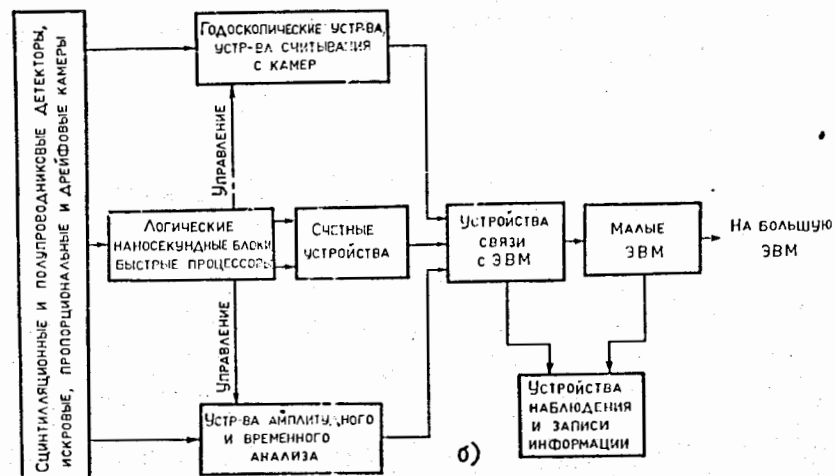 Сцинтилляционные и полупроводниковые детекторы,
искровые, пропорциональные и дрейфовые камеры
Годоскопические устр-ва,
устр-ва считывания
с камер
Управление
Логические
наносекундные блоки,
быстрые процессоры
Счетные
устройства
Устройства
связи
с ЭВМ
Малые
ЭВМ
На большую
ЭВМ
Управление
Устр-ва амплитудного
и временного
анализа
Устройства
наблюдения
и записи
информации
б)